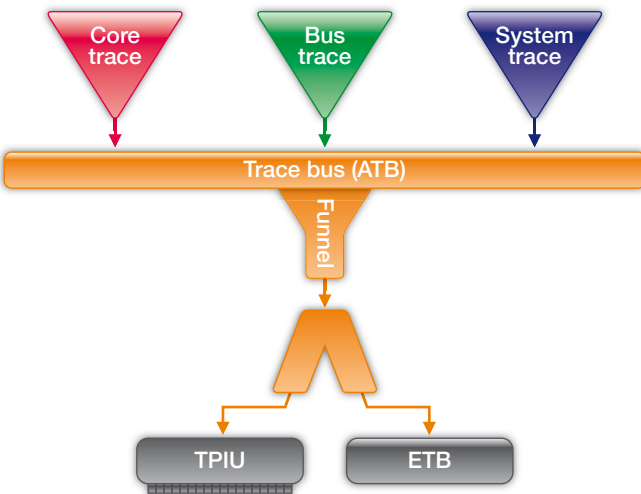 Core
trace
Bus
trace
System
trace
Trace bus (ATB)
Funnel
TPIU
ETB